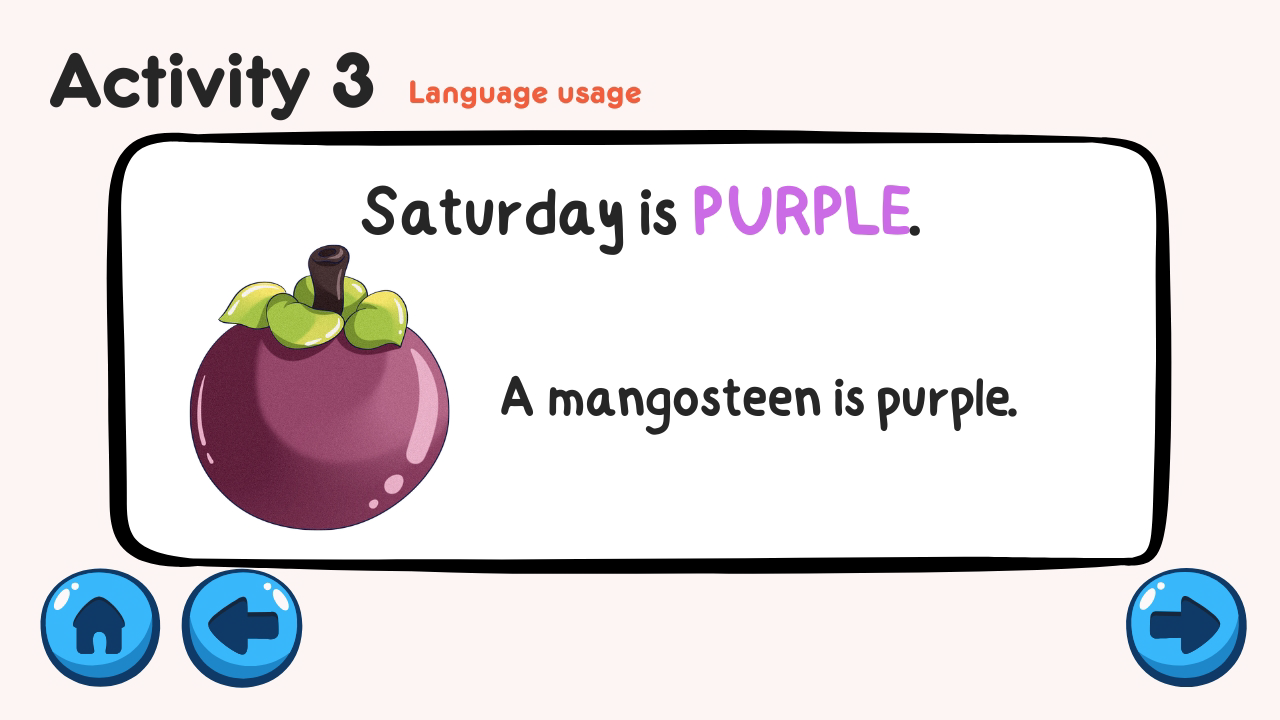 Activity 3 Language usage
Saturday is PURPLE.
A mangosteen is purple.